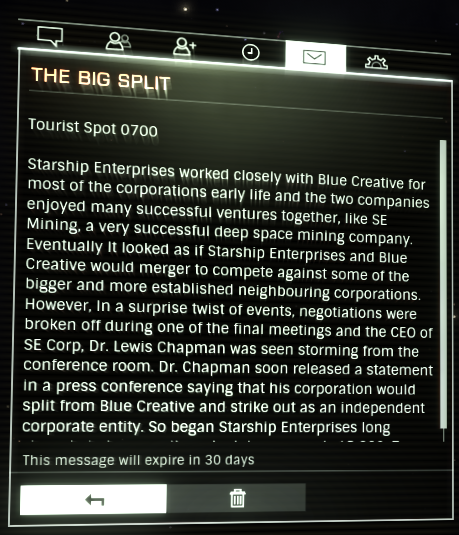 THE BIG SPLIT
Tourist Spot 0700
Starship Enterprises worked closely with Blue Creative for
most of the corporations early life and the two companies
enjoyed many successful ventures together, like SE
Mining, a very successful deep space mining company.
Eventually It looked as if Starship Enterprises and Blue
Creative would merger to compete against some of the
bigger and more established neighbouring corporations.
However, In a surprise twist of events, negotiations were
broken off during one of the final meetings and the CEO of
SE Corp, Dr. Lewis Chapman was seen storming from the
conference room. Dr. Chapman soon released a statement
in a press conference saying that his corporation would
split from Blue Creative and strike out as an independent
corporate entity. So began Starship Enterprises long
This message will expire in 30 days